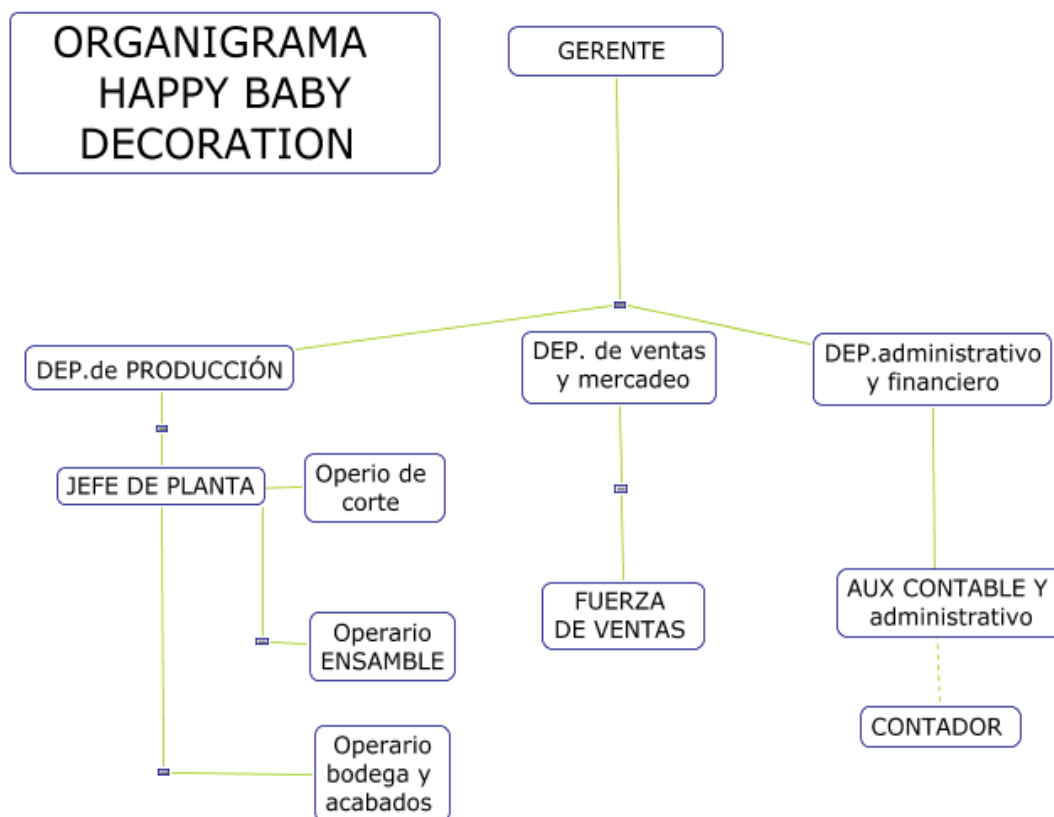 ORGANIGRAMA
HAPPY BABY
DECORATION
GERENTE
DEP.de PRODUCCIÓN
DEP. de ventas
y mercadeo
DEP.administrativo
y financiero
JEFE DE PLANTA
Operio de
corte
Operario
ENSAMBLE
Operario
bodega y
acabados
FUERZA
DE VENTAS
AUX CONTABLE Y
administrativo
CONTADOR